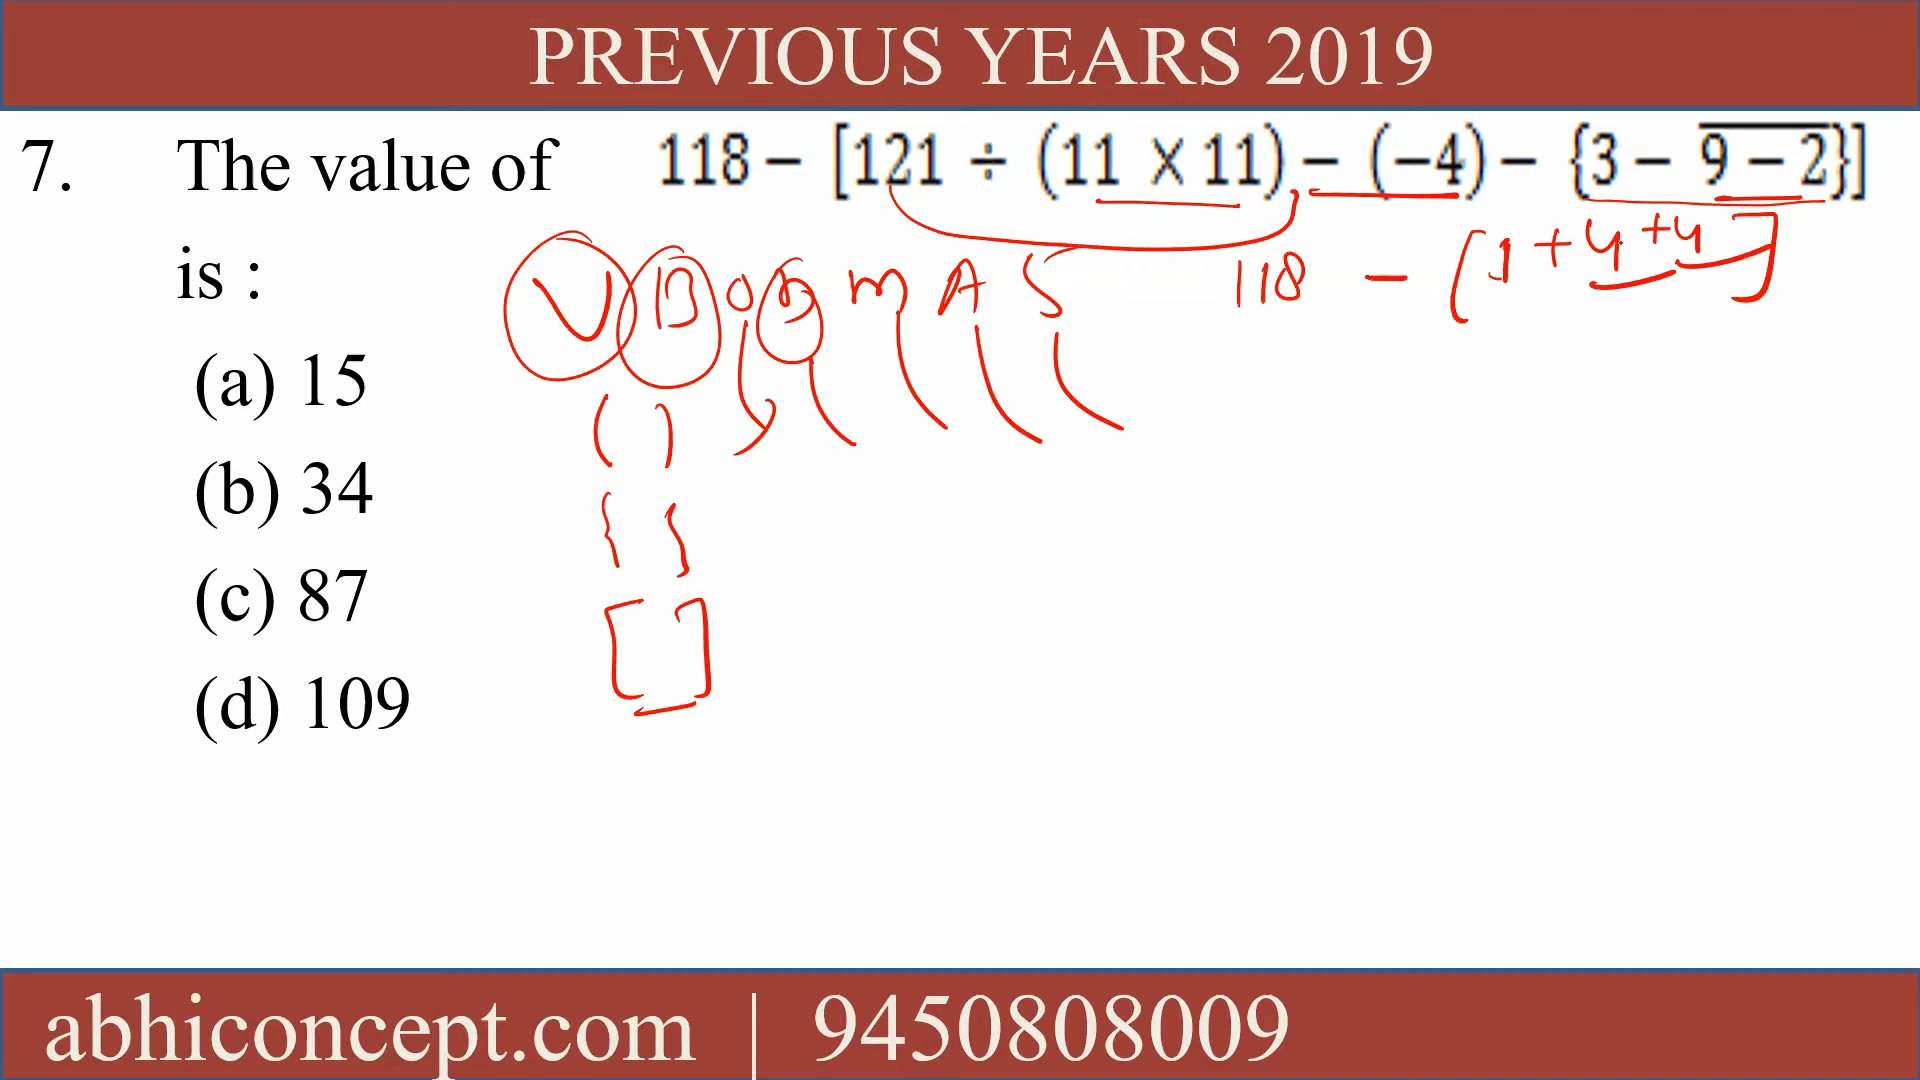 PREVIOUS YEARS 2019
7. The value of 118 − [121 ÷ (11 × 11) − (−4) − {3 − 9 − 2}]
is :
V B O D M A S 118 − [1 + 4 + 4]
(a) 15
( )
(b) 34
{ }
(c) 87
[ ]
(d) 109
abhiconcept.com | 9450808009